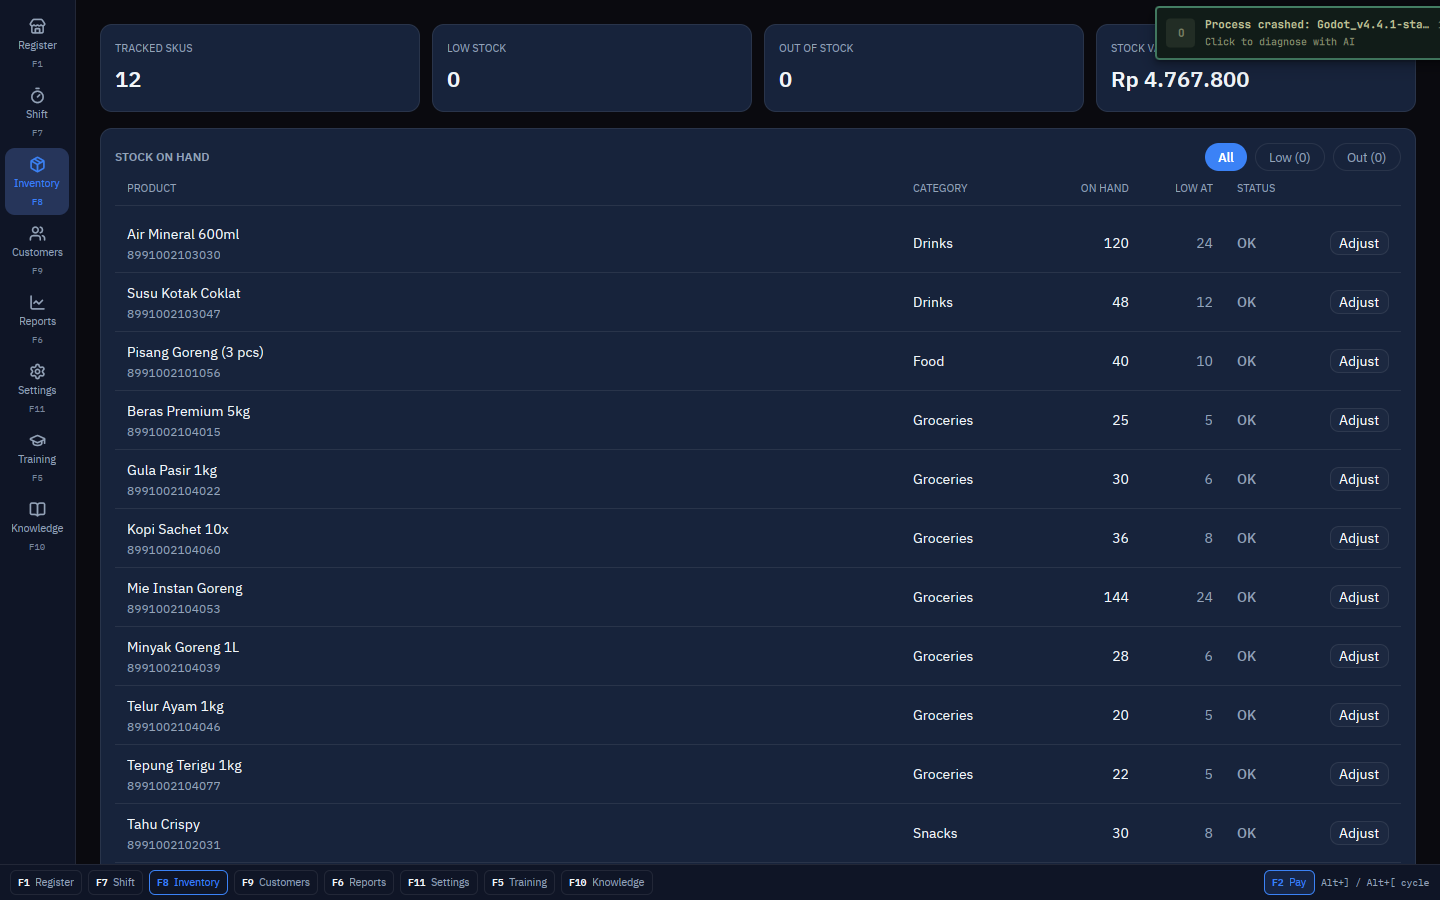 Register
F1
Shift
F7
Inventory
F8
Customers
F9
Reports
F6
Settings
F11
Training
F5
Knowledge
F10
TRACKED SKUS
12
LOW STOCK
0
OUT OF STOCK
0
STOCK V
Rp 4.767.800
Process crashed: Godot_v4.4.1-sta…
Click to diagnose with AI
STOCK ON HAND
All Low (0) Out (0)
PRODUCT CATEGORY ON HAND LOW AT STATUS
Air Mineral 600ml
8991002103030
Drinks 120 24 OK Adjust
Susu Kotak Coklat
8991002103047
Drinks 48 12 OK Adjust
Pisang Goreng (3 pcs)
8991002101056
Food 40 10 OK Adjust
Beras Premium 5kg
8991002104015
Groceries 25 5 OK Adjust
Gula Pasir 1kg
8991002104022
Groceries 30 6 OK Adjust
Kopi Sachet 10x
8991002104060
Groceries 36 8 OK Adjust
Mie Instan Goreng
8991002104053
Groceries 144 24 OK Adjust
Minyak Goreng 1L
8991002104039
Groceries 28 6 OK Adjust
Telur Ayam 1kg
8991002104046
Groceries 20 5 OK Adjust
Tepung Terigu 1kg
8991002104077
Groceries 22 5 OK Adjust
Tahu Crispy
8991002102031
Snacks 30 8 OK Adjust
F1 Register F7 Shift F8 Inventory F9 Customers F6 Reports F11 Settings F5 Training F10 Knowledge F2 Pay Alt+] / Alt+[ cycle